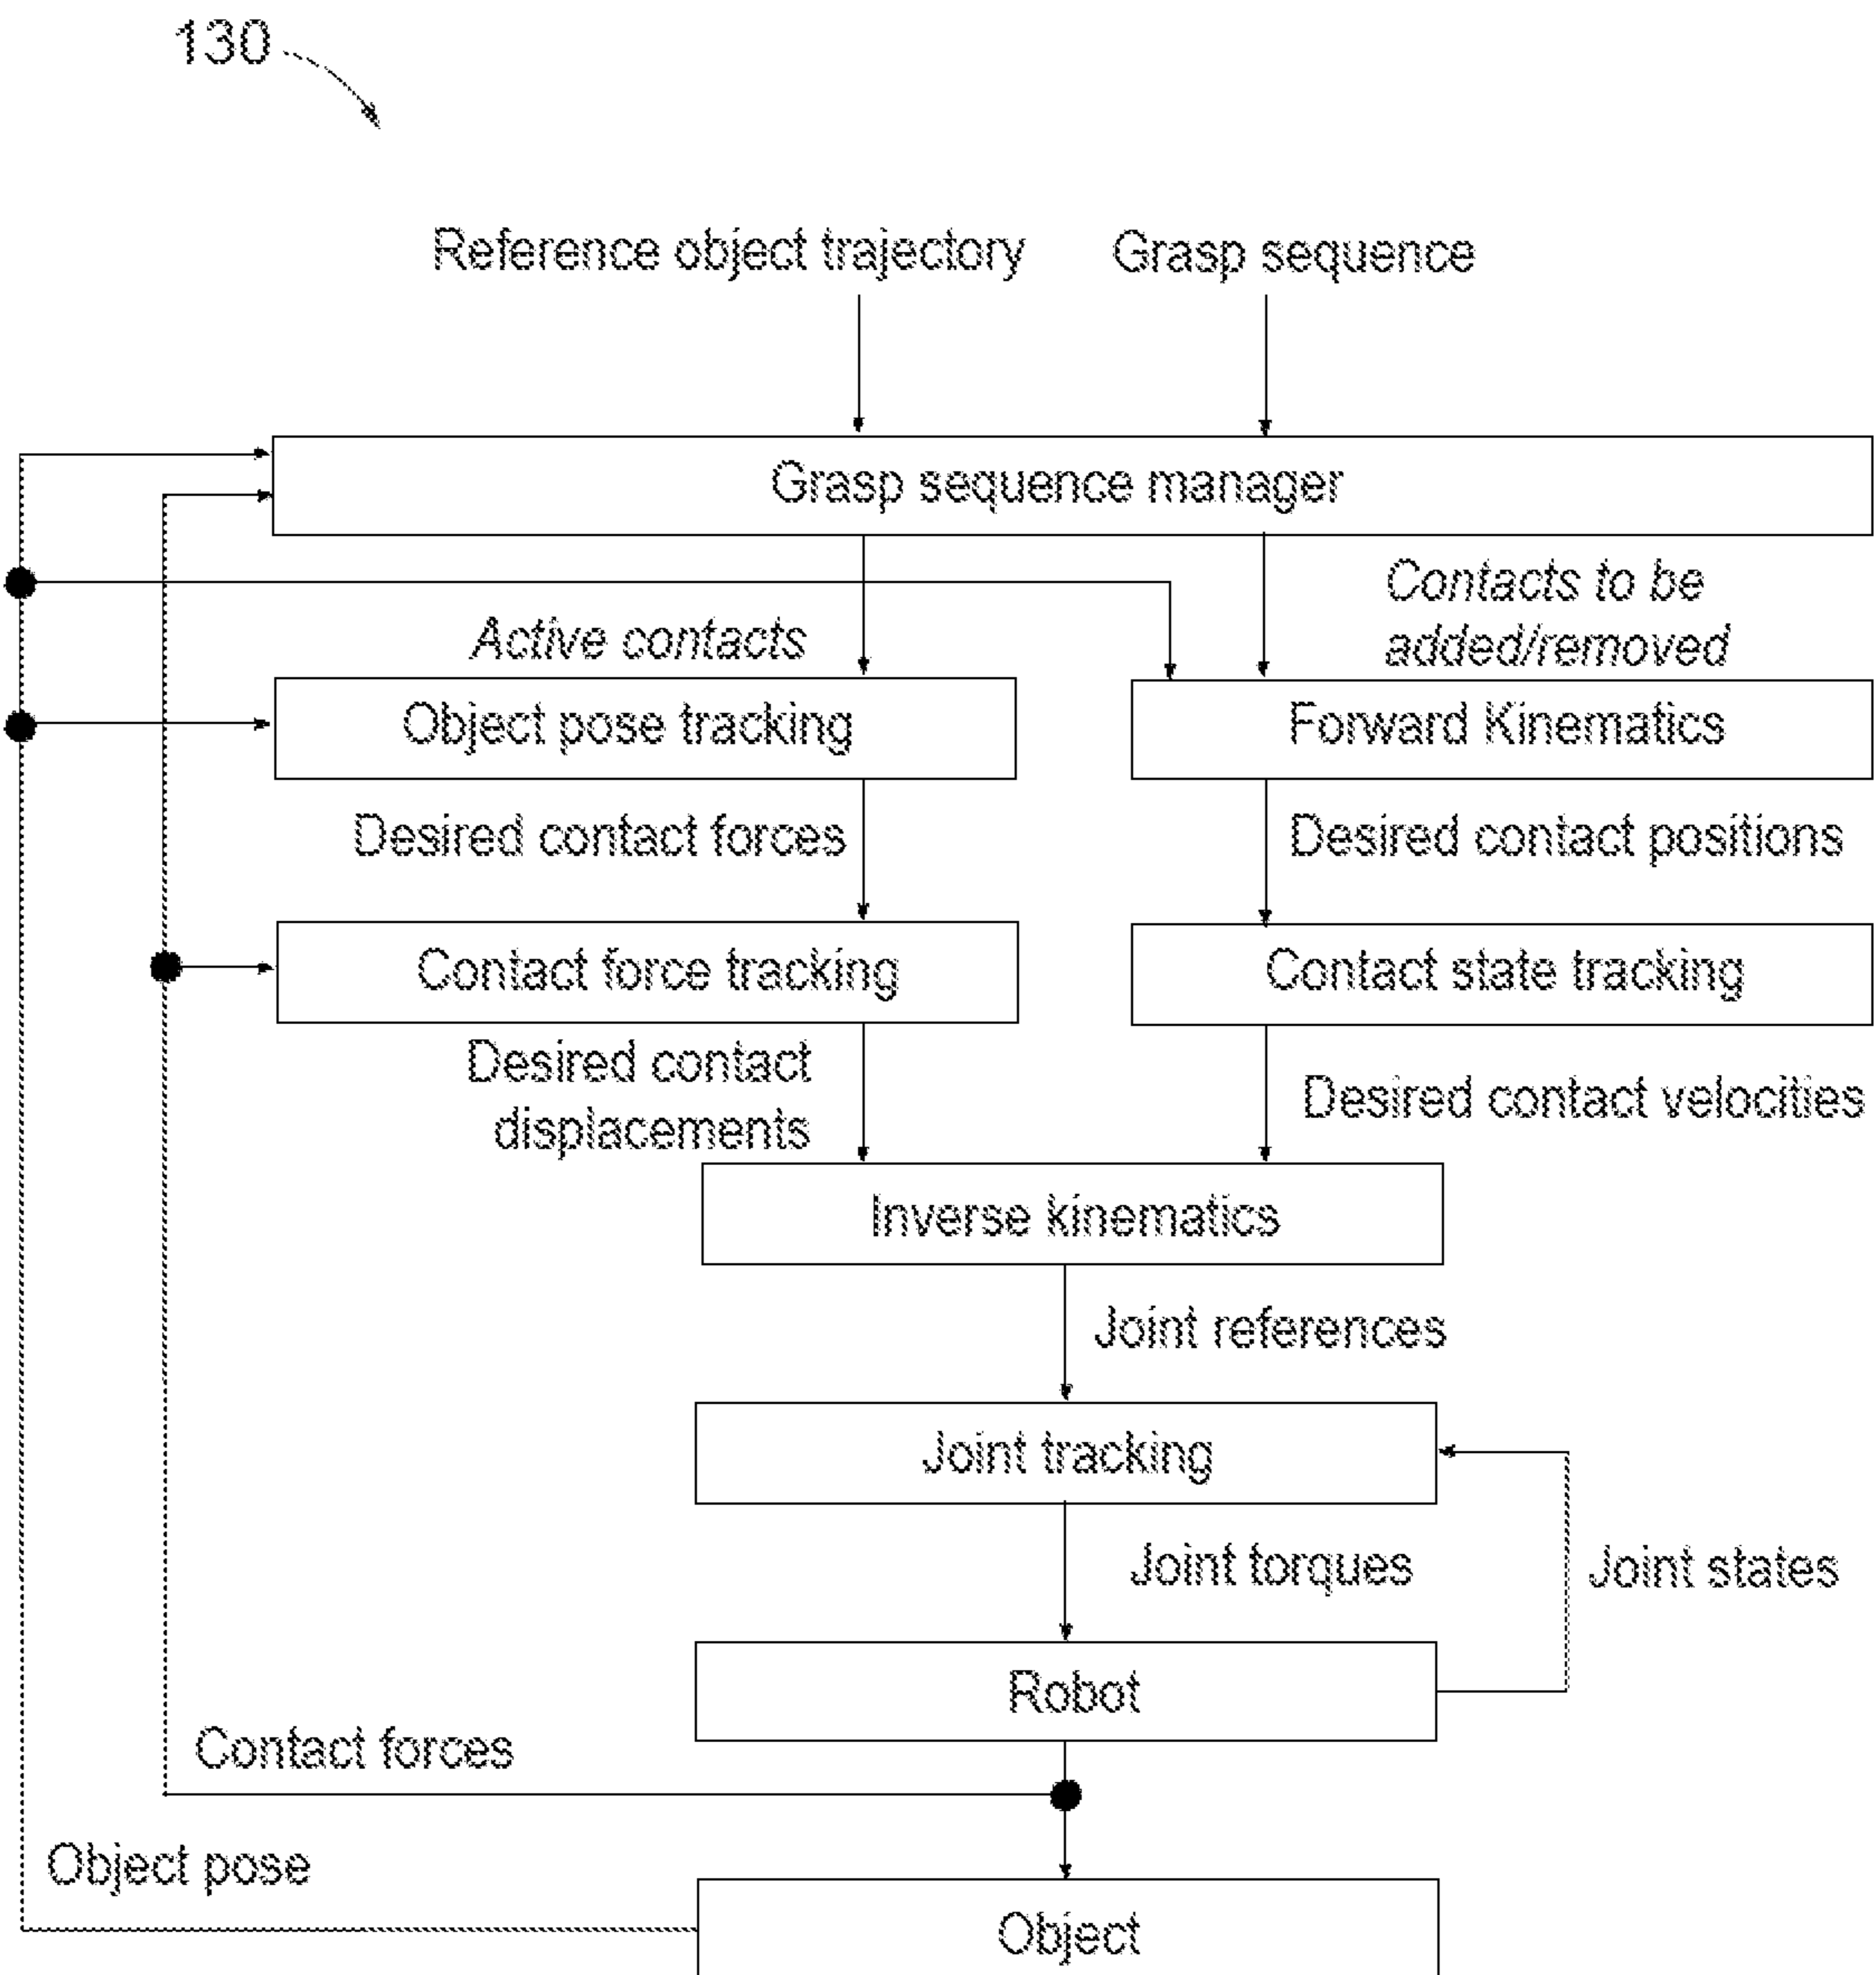 130
Reference object trajectory
Grasp sequence
Grasp sequence manager
Contacts to be
added/removed
Active contacts
Object pose tracking
Forward Kinematics
Desired contact forces
Desired contact positions
Contact force tracking
Contact state tracking
Desired contact
displacements
Desired contact velocities
Inverse kinematics
Joint references
Joint tracking
Joint torques
Joint states
Robot
Contact forces
Object pose
Object